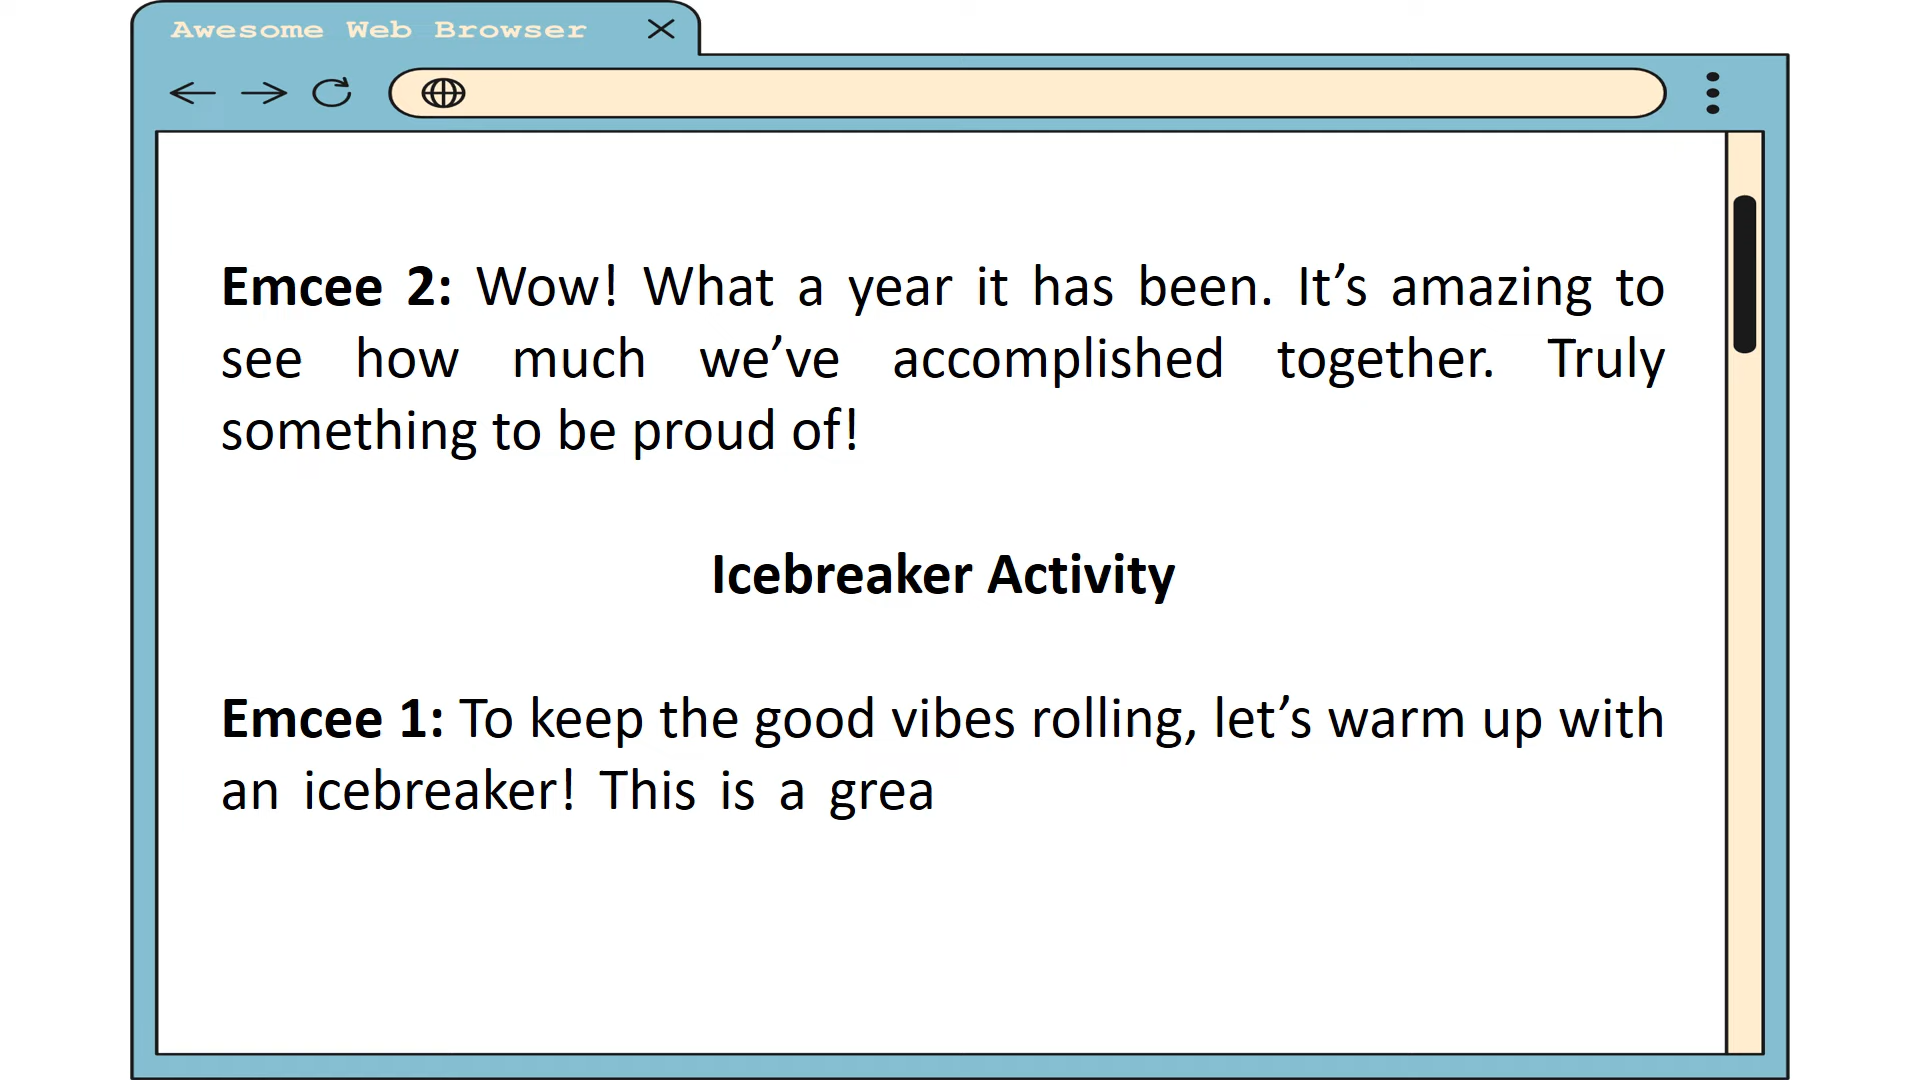 Awesome Web Browser
Emcee 2: Wow! What a year it has been. It’s amazing to
see how much we’ve accomplished together. Truly
something to be proud of!
Icebreaker Activity
Emcee 1: To keep the good vibes rolling, let’s warm up with
an icebreaker! This is a grea